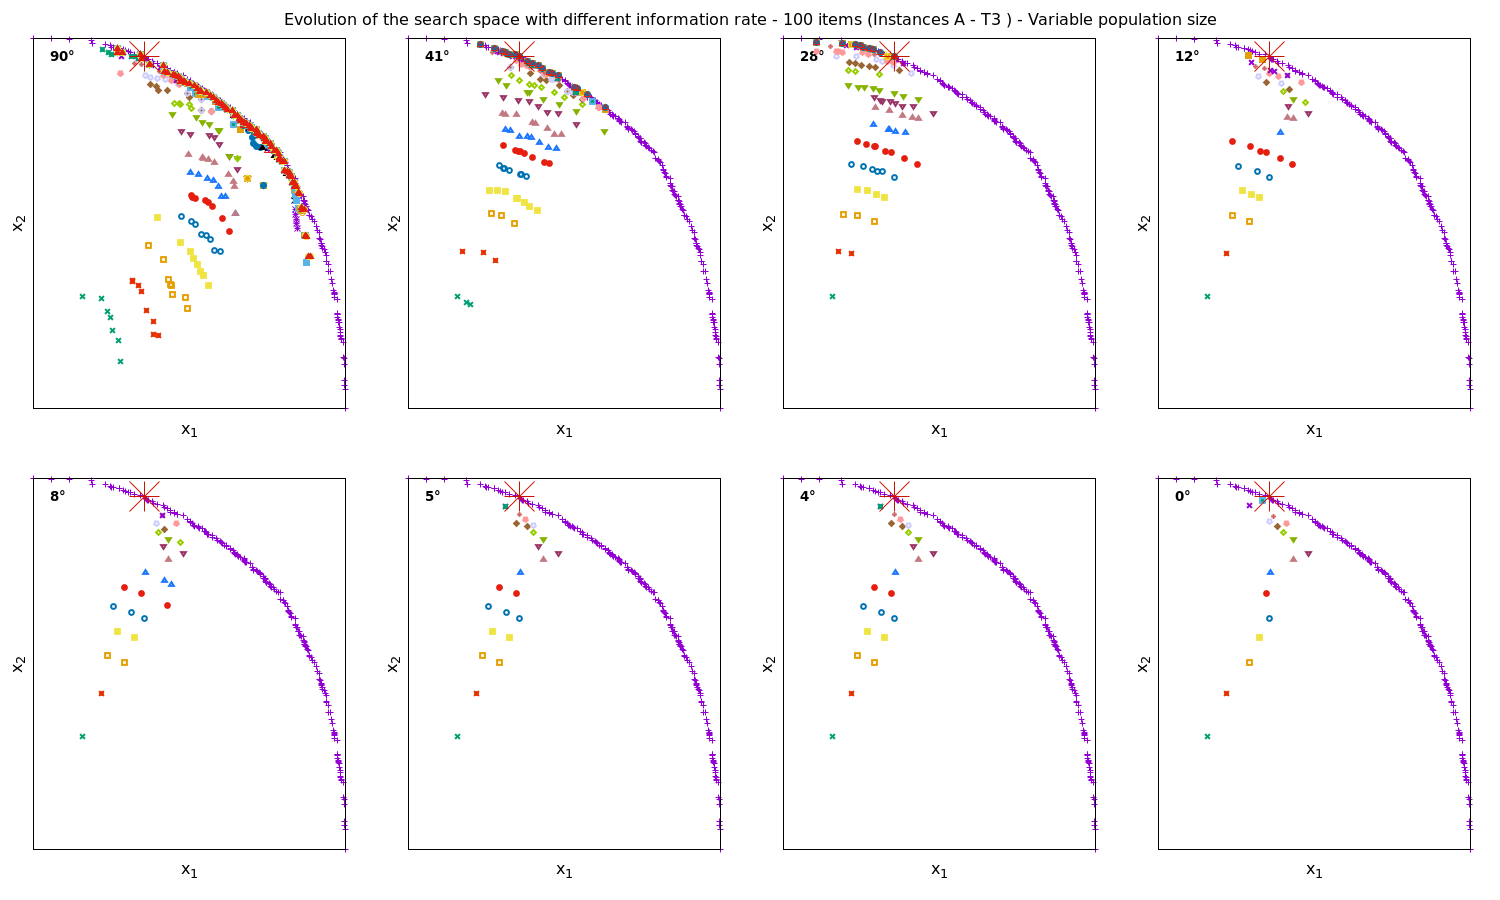 Evolution of the search space with different information rate - 100 items (Instances A - T3 ) - Variable population size
90°
41°
28°
12°
x2
x2
x2
x2
x1
x1
x1
x1
8°
5°
4°
0°
x2
x2
x2
x2
x1
x1
x1
x1